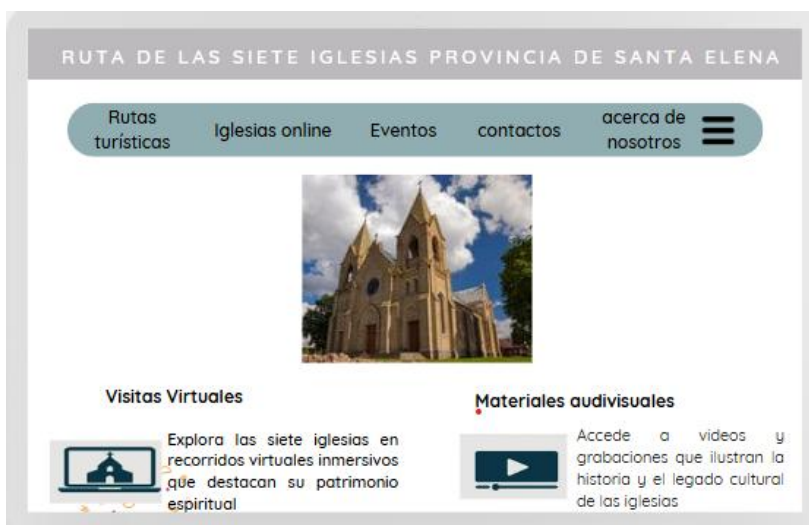 RUTA DE LAS SIETE IGLESIAS PROVINCIA DE SANTA ELENA
Rutas
turísticas
Iglesias online
Eventos
contactos
acerca de
nosotros
Visitas Virtuales
Explora las siete iglesias en
recorridos virtuales inmersivos
que destacan su patrimonio
espiritual
Materiales audivisuales
Accede a videos y
grabaciones que ilustran la
historia y el legado cultural
de las iglesias